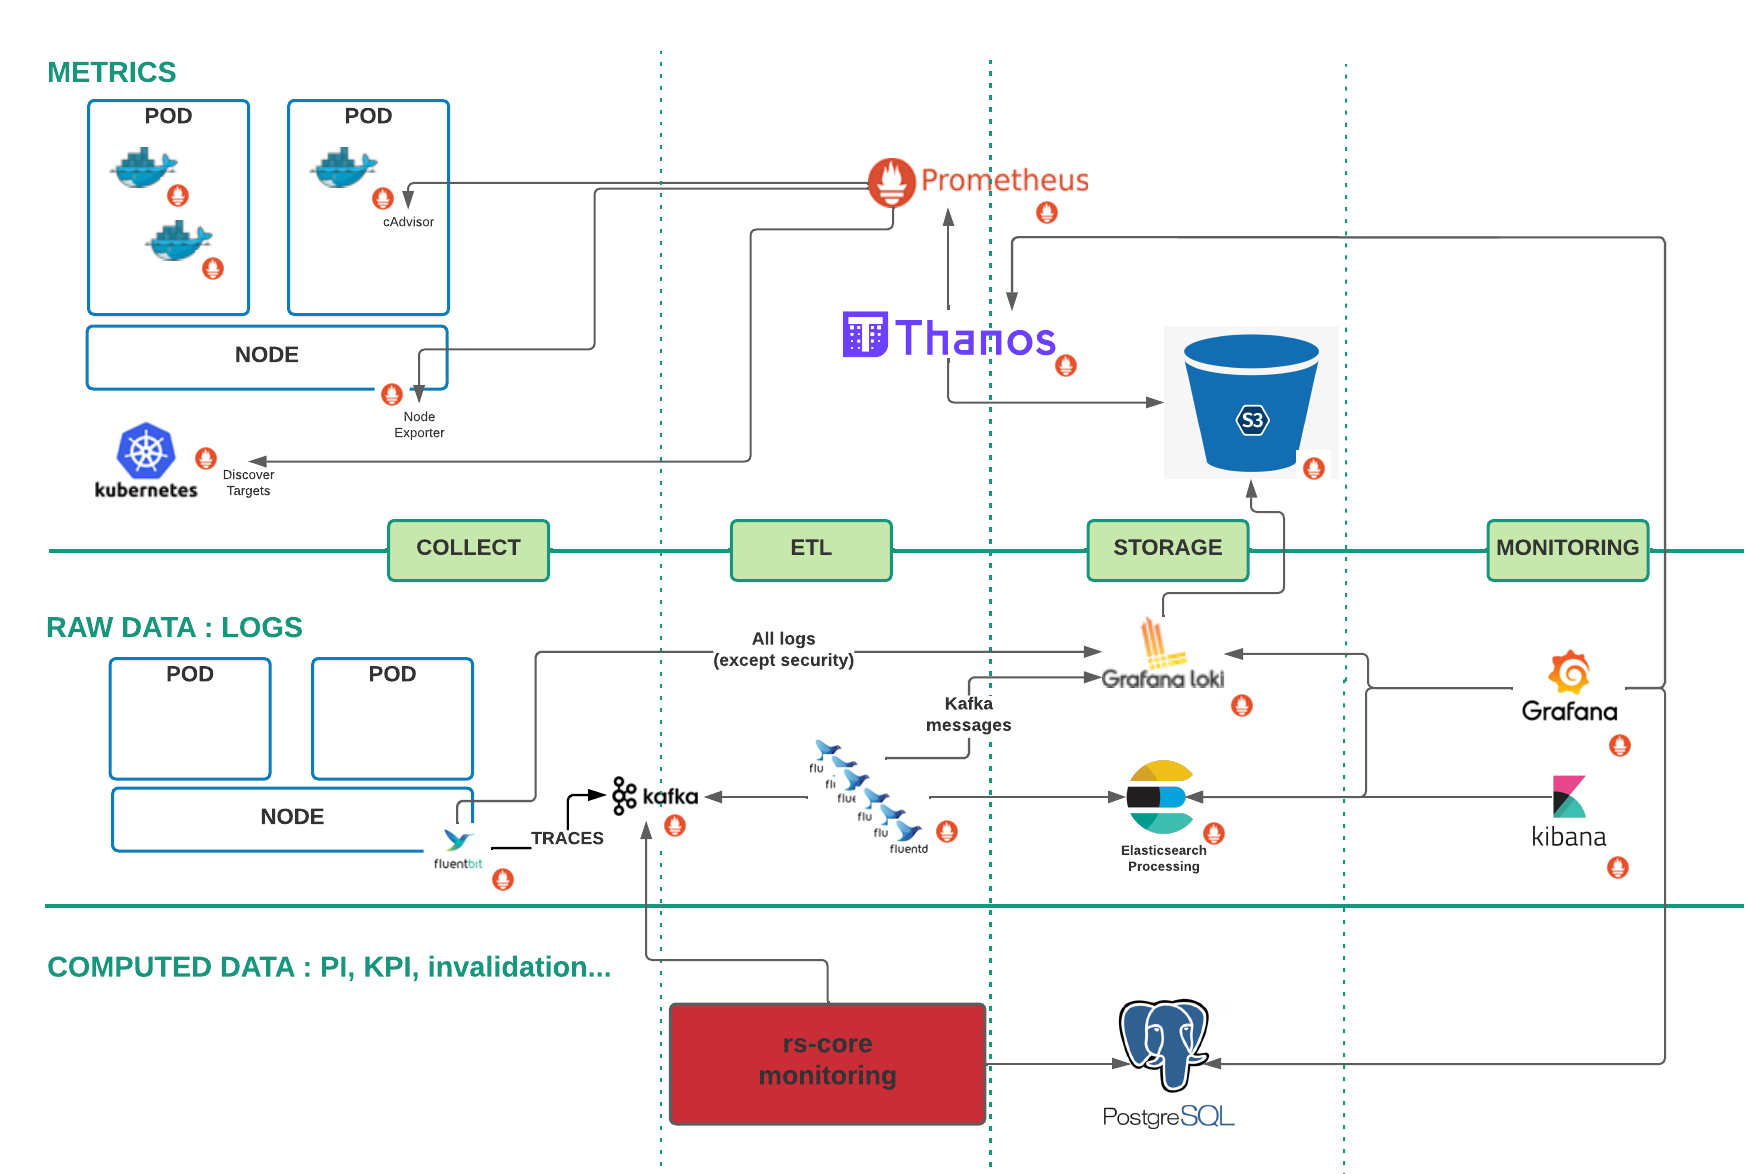 METRICS
POD
POD
cAdvisor
Prometheus
NODE
Thanos
Node
Exporter
S3
kubernetes
Discover
Targets
COLLECT
ETL
STORAGE
MONITORING
RAW DATA : LOGS
POD
POD
All logs
(except security)
Grafana loki
Kafka
messages
Grafana
NODE
TRACES
kafka
flu
flu
flue
flu
flu
fluentd
fluentbit
Elasticsearch
Processing
kibana
COMPUTED DATA : PI, KPI, invalidation...
rs-core
monitoring
PostgreSQL